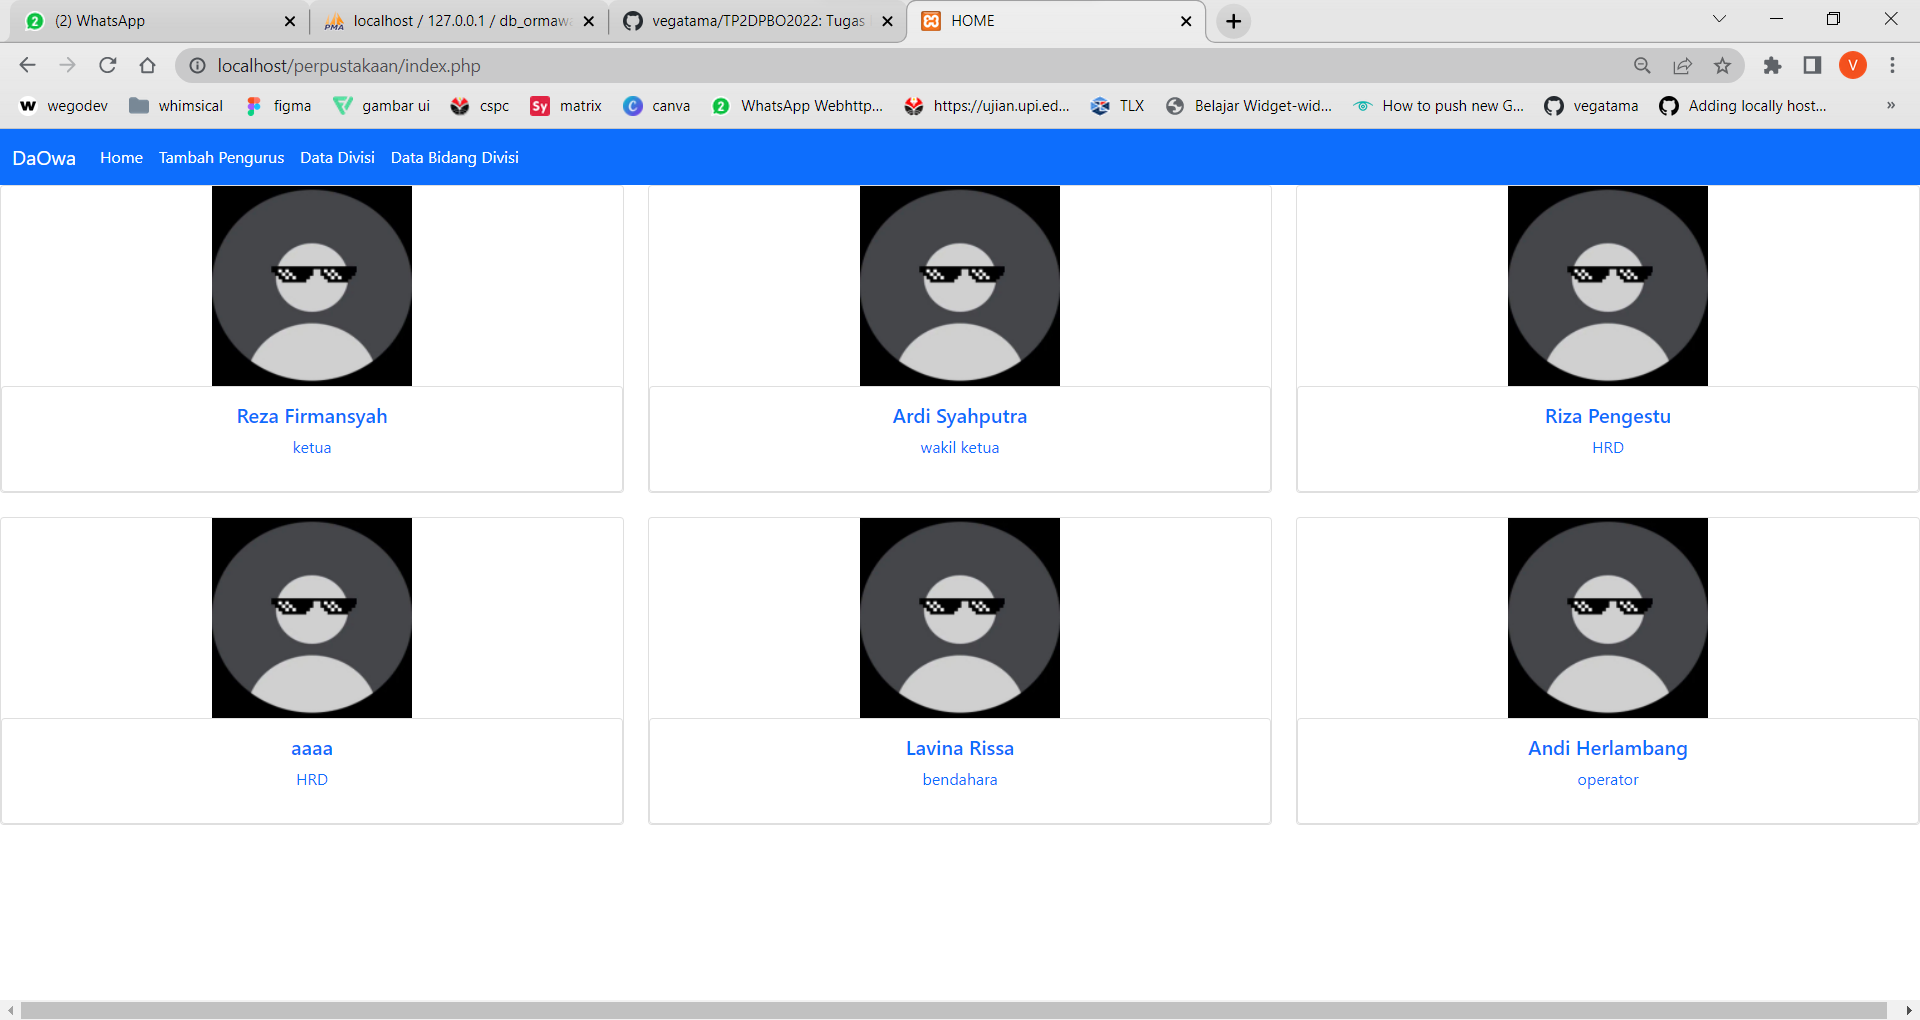 (2) WhatsApp
localhost / 127.0.0.1 / db_ormawa
vegatama/TP2DPBO2022: Tugas
HOME
localhost/perpustakaan/index.php
V
wegodev
whimsical
figma
gambar ui
cspc
matrix
canva
WhatsApp Webhttp...
https://ujian.upi.ed...
TLX
Belajar Widget-wid...
How to push new G...
vegatama
Adding locally host...
»
DaOwa
Home
Tambah Pengurus
Data Divisi
Data Bidang Divisi
Reza Firmansyah
ketua
Ardi Syahputra
wakil ketua
Riza Pengestu
HRD
aaaa
HRD
Lavina Rissa
bendahara
Andi Herlambang
operator